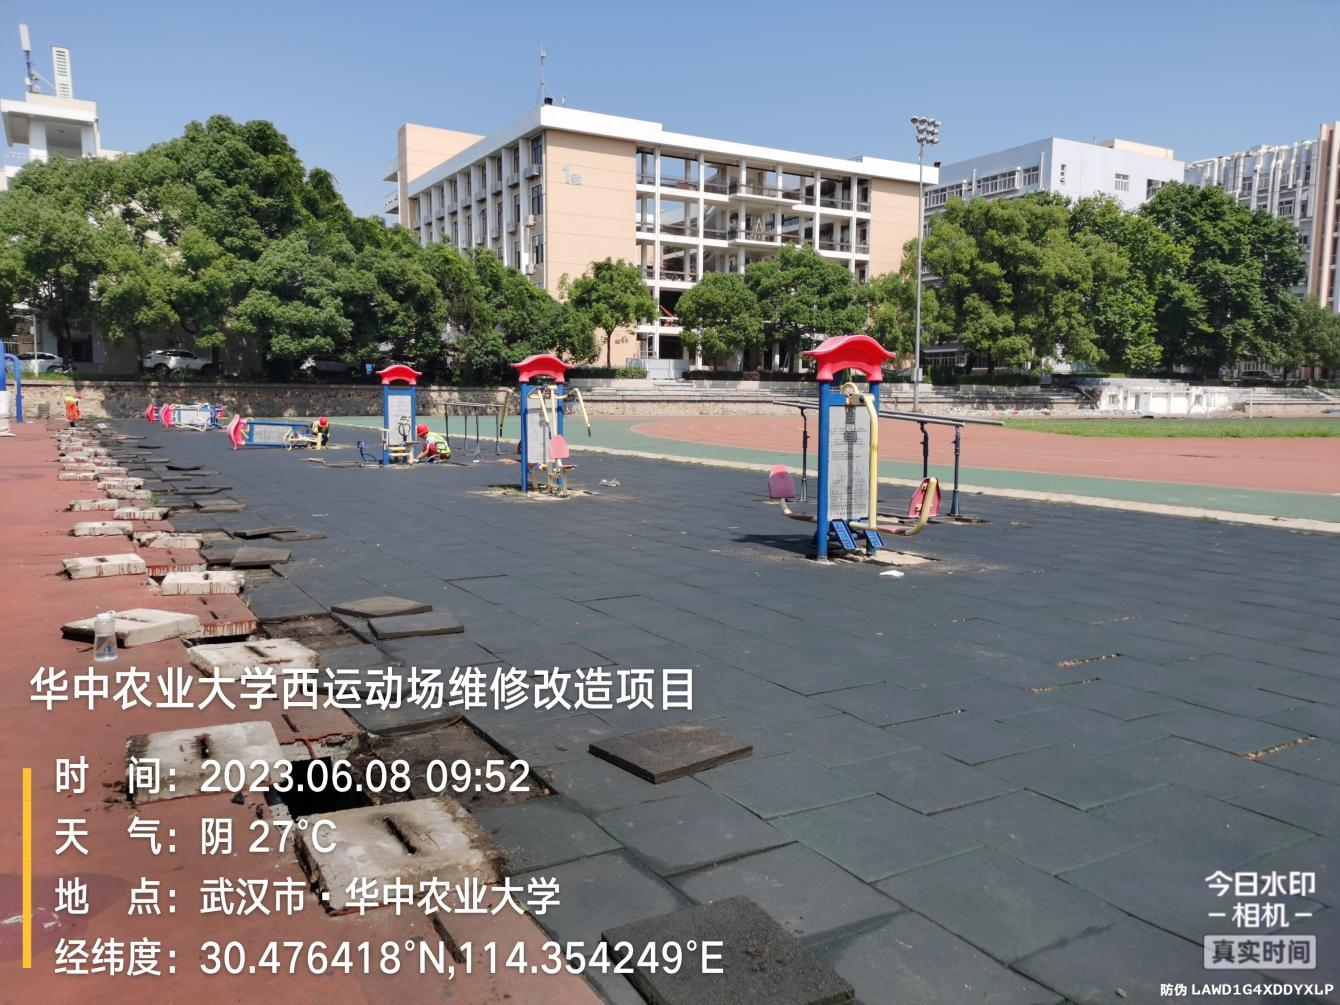 华中农业大学西运动场维修改造项目
时 间：2023.06.08 09:52
天 气：阴 27°C
地 点：武汉市·华中农业大学
经纬度：30.476418°N,114.354249°E
今日水印
-相机-
真实时间
防伪 LAWD1G4XDDYXLP